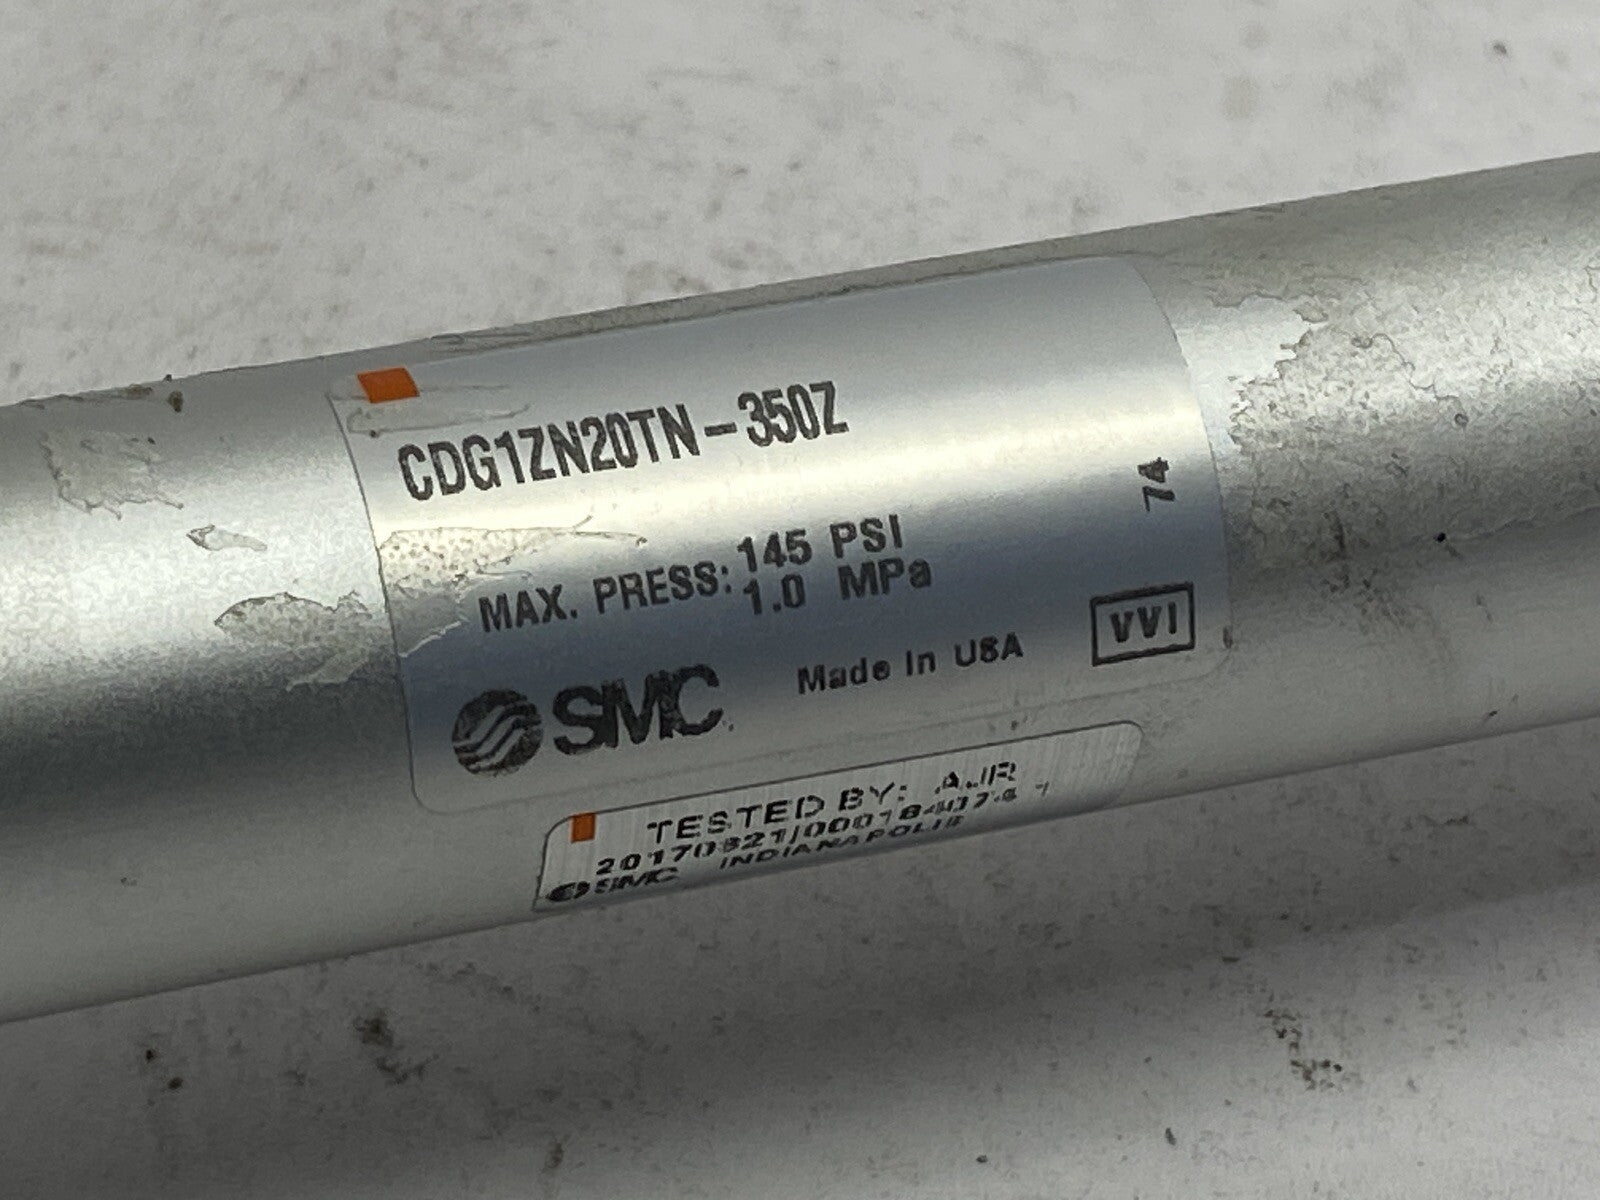 CDG1ZN20TN-350Z
74
MAX. PRESS: 145 PSI
1.0 MPa
SMC. Made In USA
VVI
TESTED BY: AJR
SMC INDIANAPOLIS